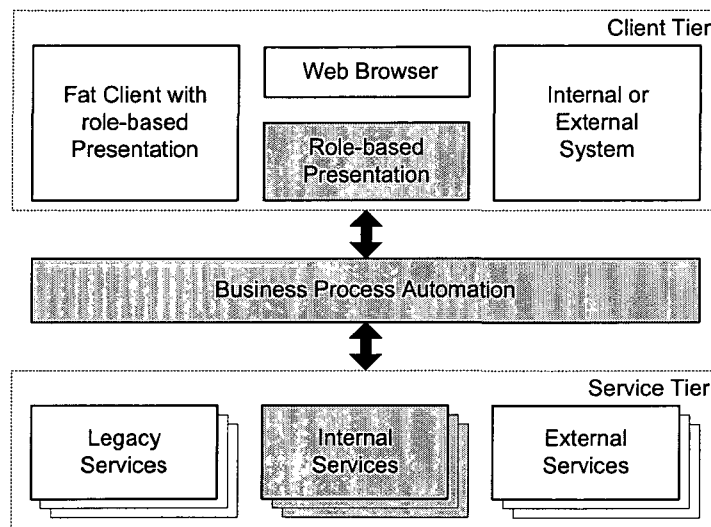 Client Tier
Fat Client with
role-based
Presentation
Web Browser
Role-based
Presentation
Internal or
External
System
Business Process Automation
Service Tier
Legacy
Services
Internal
Services
External
Services